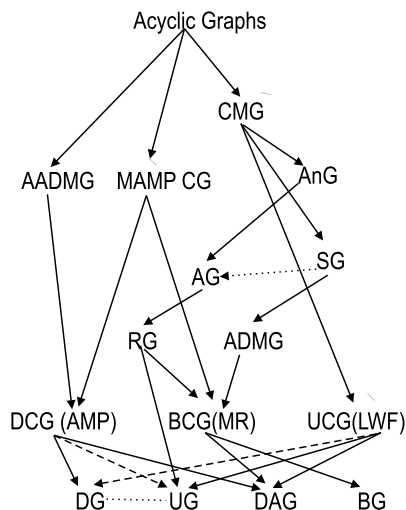 Acyclic Graphs
CMG
AADMG
MAMP CG
AnG
SG
AG
RG
ADMG
DCG (AMP)
BCG(MR)
UCG(LWF)
DG
UG
DAG
BG